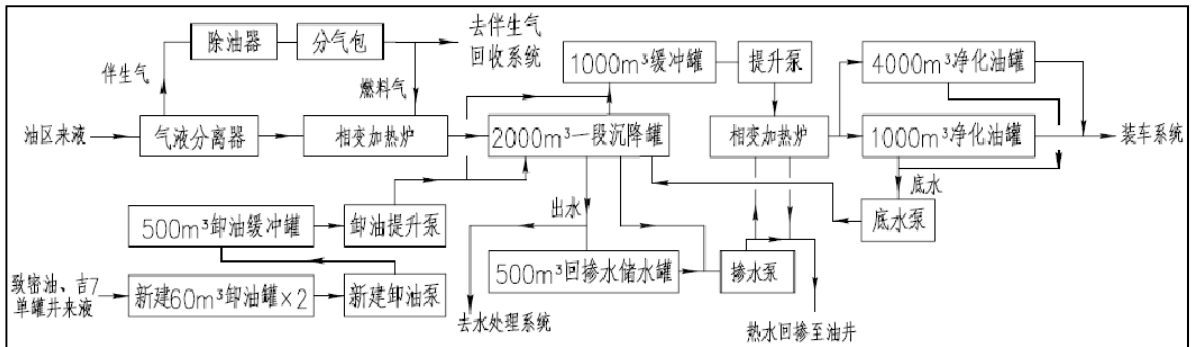 除油器
分气包
去伴生气
回收系统
伴生气
燃料气
1000m³缓冲罐
提升泵
4000m³净化油罐
油区来液
气液分离器
相变加热炉
2000m³一段沉降罐
相变加热炉
1000m³净化油罐
装车系统
底水
底水泵
出水
500m³卸油缓冲罐
卸油提升泵
500m³回掺水储水罐
掺水泵
致密油、吉7
单罐井来液
新建60m³卸油罐×2
新建卸油泵
去水处理系统
热水回掺至油井